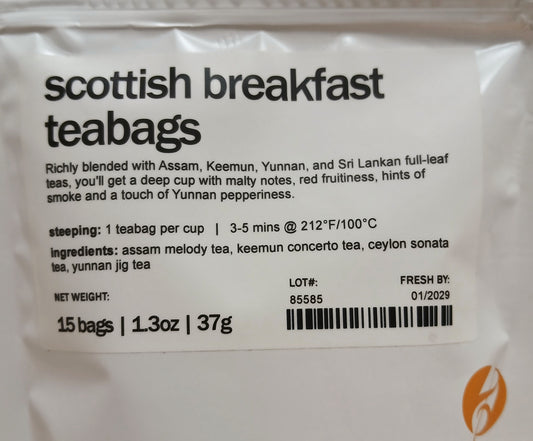 scottish breakfast
teabags
Richly blended with Assam, Keemun, Yunnan, and Sri Lankan full-leaf
teas, you'll get a deep cup with malty notes, red fruitiness, hints of
smoke and a touch of Yunnan pepperiness.
steeping: 1 teabag per cup | 3-5 mins @ 212°F/100°C
ingredients: assam melody tea, keemun concerto tea, ceylon sonata
tea, yunnan jig tea
NET WEIGHT:
15 bags | 1.3oz | 37g
LOT#:
85585
FRESH BY:
01/2029